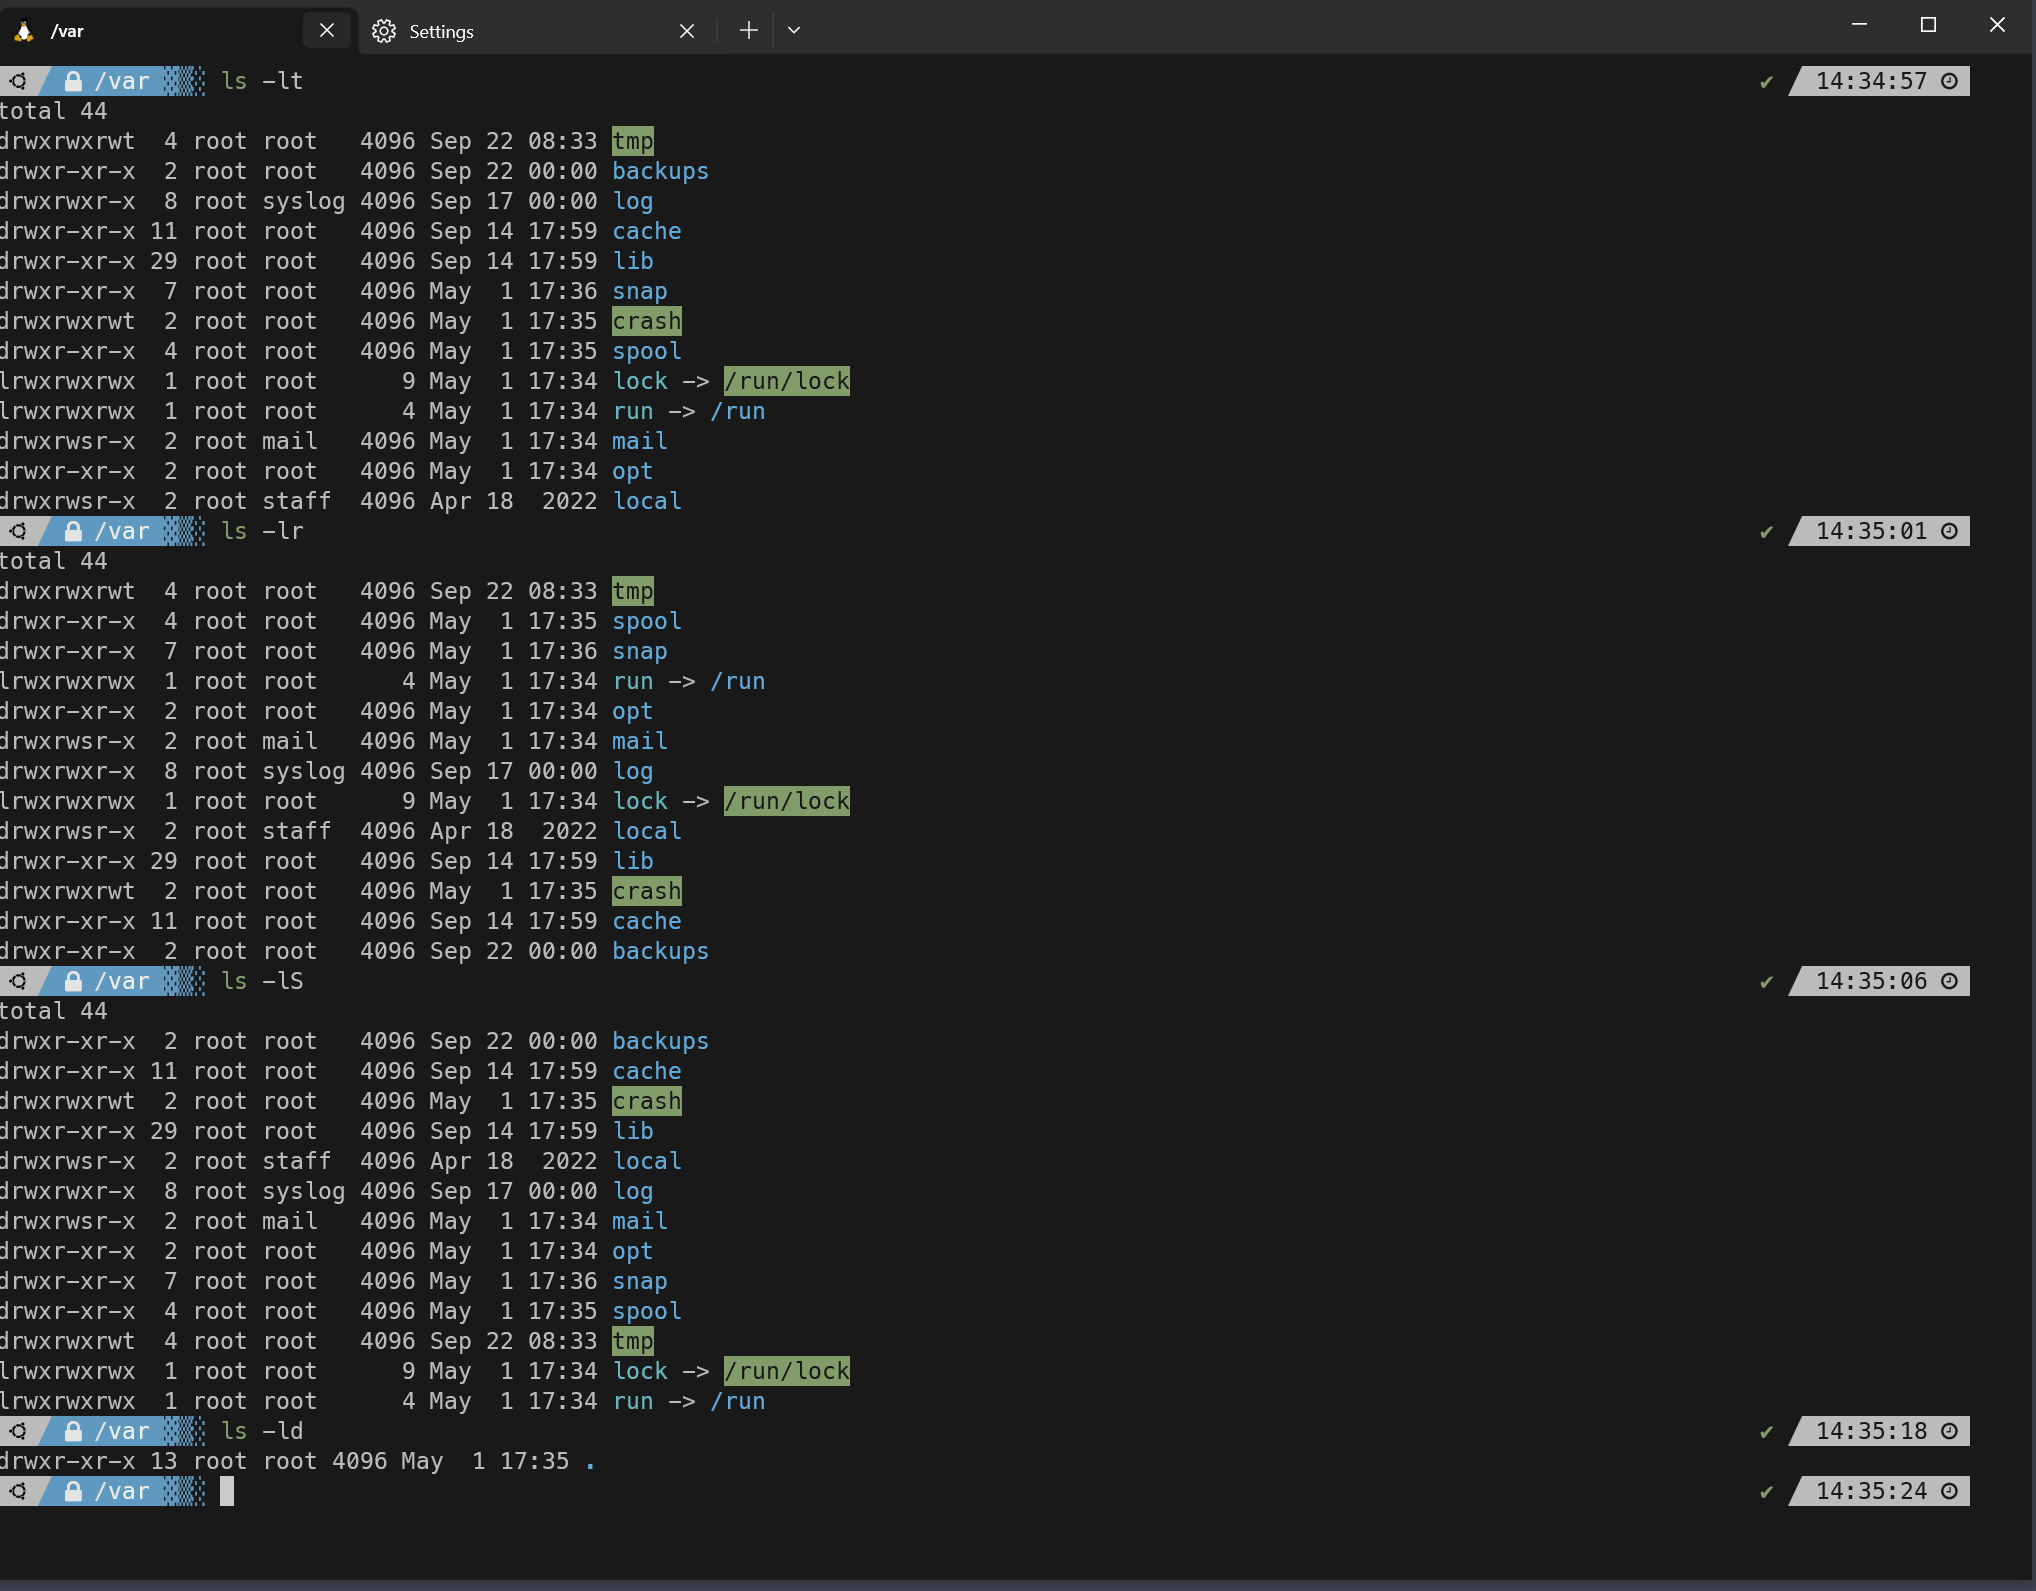 /var
Settings
/var ls -lt ✔ 14:34:57
total 44
drwxrwxrwt  4 root root   4096 Sep 22 08:33 tmp
drwxr-xr-x  2 root root   4096 Sep 22 00:00 backups
drwxrwxr-x  8 root syslog 4096 Sep 17 00:00 log
drwxr-xr-x 11 root root   4096 Sep 14 17:59 cache
drwxr-xr-x 29 root root   4096 Sep 14 17:59 lib
drwxr-xr-x  7 root root   4096 May  1 17:36 snap
drwxrwxrwt  2 root root   4096 May  1 17:35 crash
drwxr-xr-x  4 root root   4096 May  1 17:35 spool
lrwxrwxrwx  1 root root      9 May  1 17:34 lock -> /run/lock
lrwxrwxrwx  1 root root      4 May  1 17:34 run -> /run
drwxrwsr-x  2 root mail   4096 May  1 17:34 mail
drwxr-xr-x  2 root root   4096 May  1 17:34 opt
drwxrwsr-x  2 root staff  4096 Apr 18  2022 local
/var ls -lr ✔ 14:35:01
total 44
drwxrwxrwt  4 root root   4096 Sep 22 08:33 tmp
drwxr-xr-x  4 root root   4096 May  1 17:35 spool
drwxr-xr-x  7 root root   4096 May  1 17:36 snap
lrwxrwxrwx  1 root root      4 May  1 17:34 run -> /run
drwxr-xr-x  2 root root   4096 May  1 17:34 opt
drwxrwsr-x  2 root mail   4096 May  1 17:34 mail
drwxrwxr-x  8 root syslog 4096 Sep 17 00:00 log
lrwxrwxrwx  1 root root      9 May  1 17:34 lock -> /run/lock
drwxrwsr-x  2 root staff  4096 Apr 18  2022 local
drwxr-xr-x 29 root root   4096 Sep 14 17:59 lib
drwxrwxrwt  2 root root   4096 May  1 17:35 crash
drwxr-xr-x 11 root root   4096 Sep 14 17:59 cache
drwxr-xr-x  2 root root   4096 Sep 22 00:00 backups
/var ls -lS ✔ 14:35:06
total 44
drwxr-xr-x  2 root root   4096 Sep 22 00:00 backups
drwxr-xr-x 11 root root   4096 Sep 14 17:59 cache
drwxrwxrwt  2 root root   4096 May  1 17:35 crash
drwxr-xr-x 29 root root   4096 Sep 14 17:59 lib
drwxrwsr-x  2 root staff  4096 Apr 18  2022 local
drwxrwxr-x  8 root syslog 4096 Sep 17 00:00 log
drwxrwsr-x  2 root mail   4096 May  1 17:34 mail
drwxr-xr-x  2 root root   4096 May  1 17:34 opt
drwxr-xr-x  7 root root   4096 May  1 17:36 snap
drwxr-xr-x  4 root root   4096 May  1 17:35 spool
drwxrwxrwt  4 root root   4096 Sep 22 08:33 tmp
lrwxrwxrwx  1 root root      9 May  1 17:34 lock -> /run/lock
lrwxrwxrwx  1 root root      4 May  1 17:34 run -> /run
/var ls -ld ✔ 14:35:18
drwxr-xr-x 13 root root 4096 May  1 17:35 .
/var ✔ 14:35:24